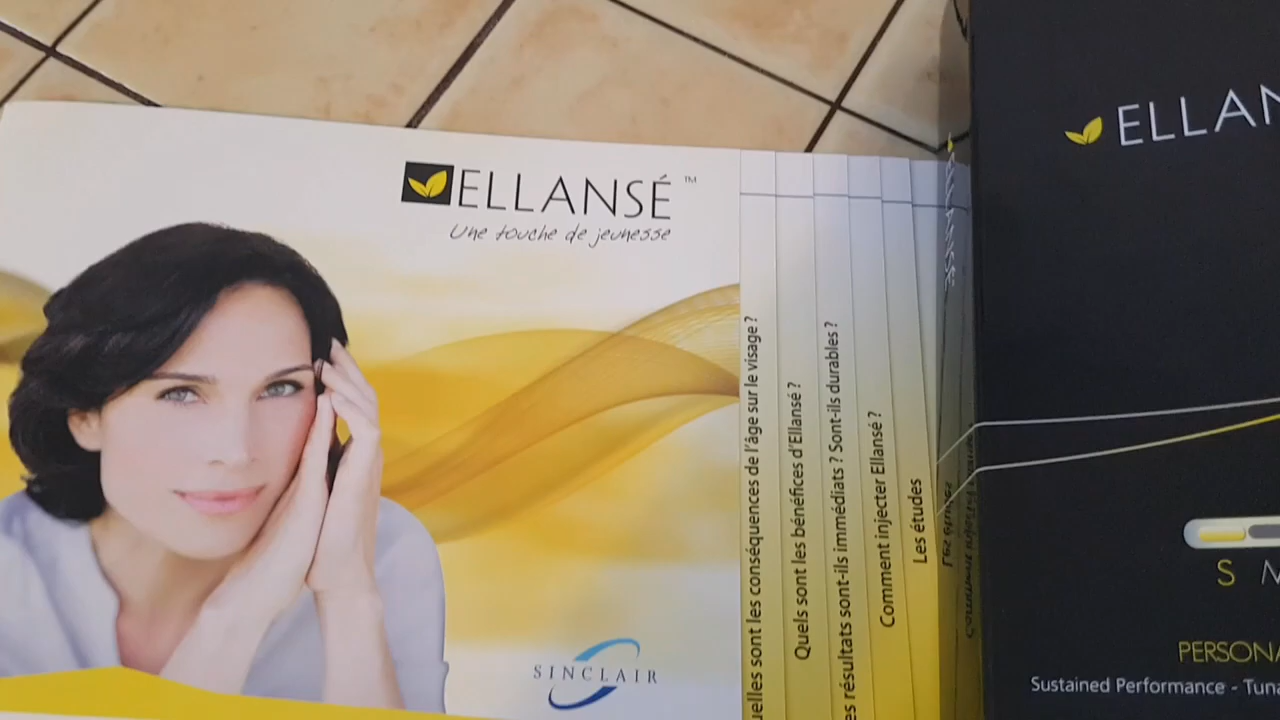 ELLANSÉ ™
Une touche de jeunesse
SINCLAIR
uelles sont les conséquences de l'âge sur le visage ?
Quels sont les bénéfices d'Ellansé ?
es résultats sont-ils immédiats ? Sont-ils durables ?
Comment injecter Ellansé ?
Les études
ELLAN
S M
PERSONA
Sustained Performance - Tuna